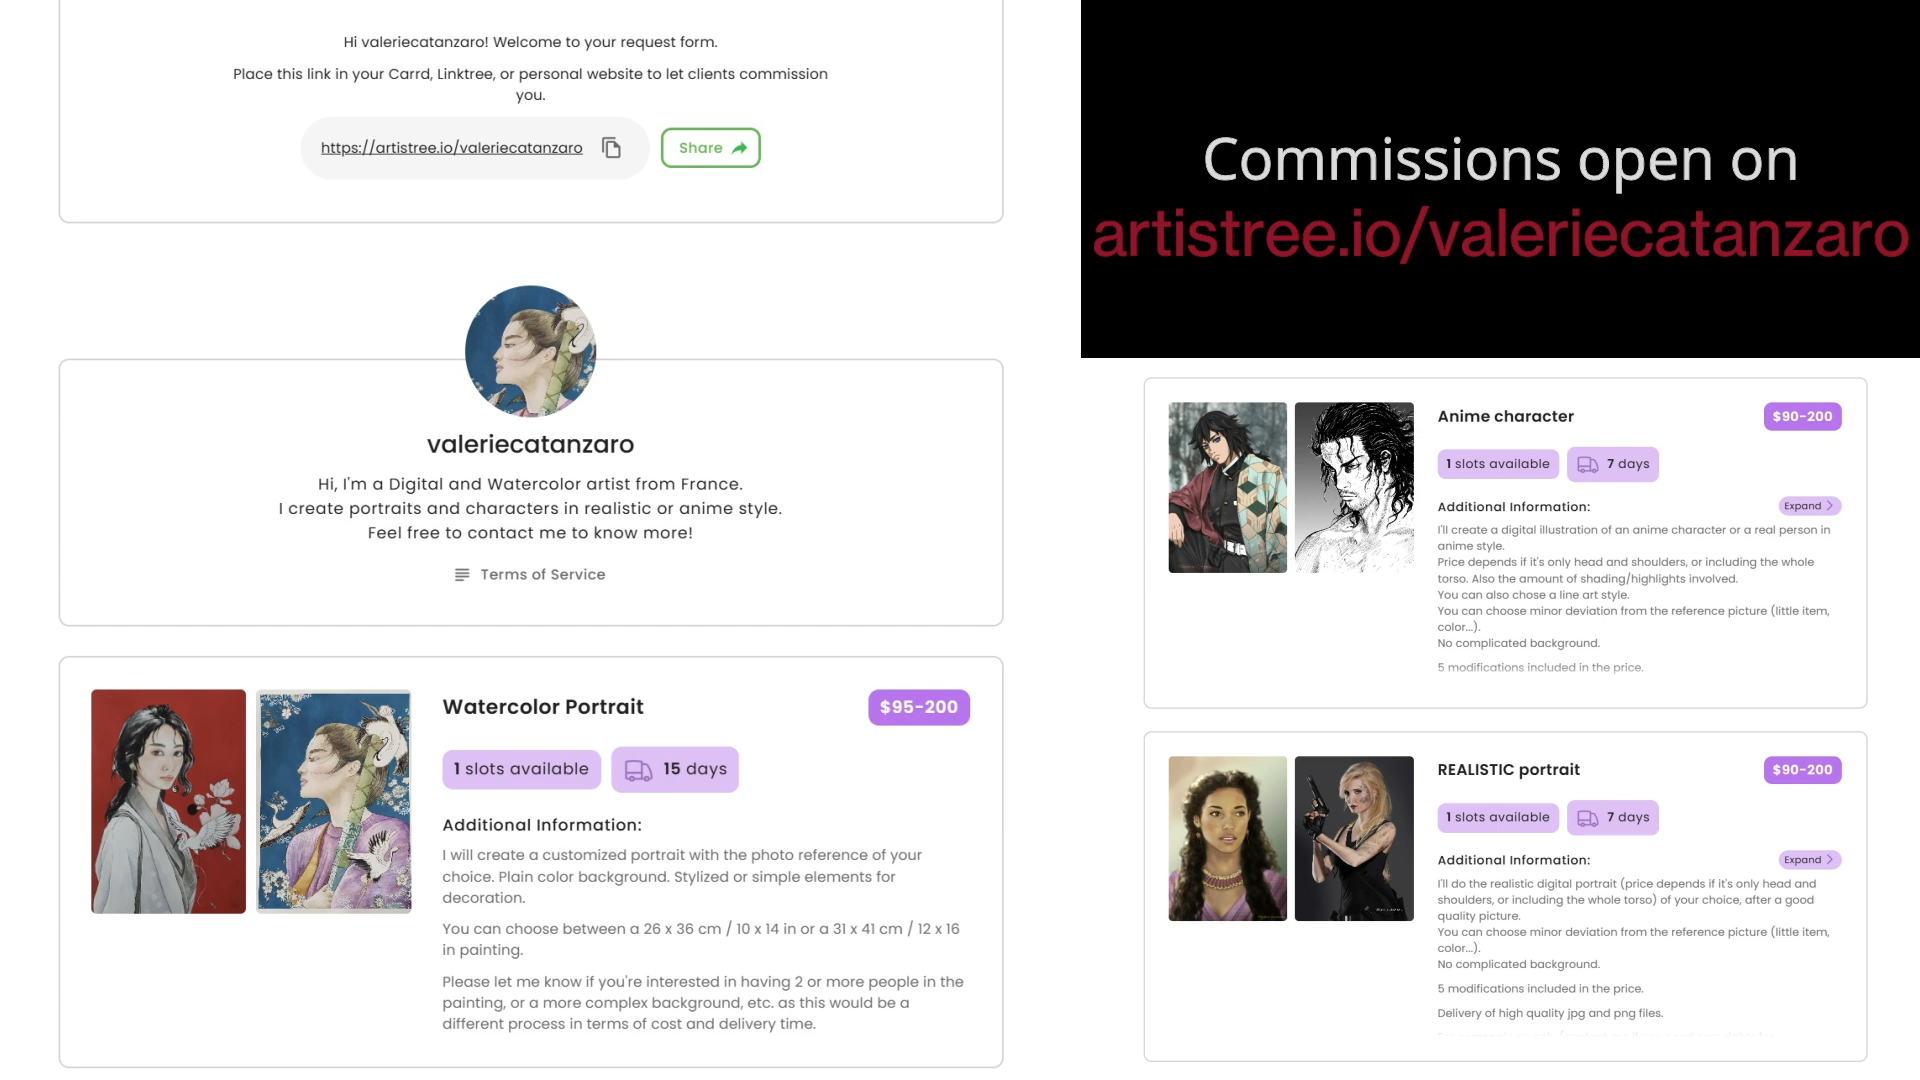 Hi valeriecatanzaro! Welcome to your request form.
Place this link in your Carrd, Linktree, or personal website to let clients commission
you.
https://artistree.io/valeriecatanzaro
Share
valeriecatanzaro
Hi, I'm a Digital and Watercolor artist from France.
I create portraits and characters in realistic or anime style.
Feel free to contact me to know more!
Terms of Service
Watercolor Portrait
$95-200
1 slots available
15 days
Additional Information:
I will create a customized portrait with the photo reference of your
choice. Plain color background. Stylized or simple elements for
decoration.
You can choose between a 26 x 36 cm / 10 x 14 in or a 31 x 41 cm / 12 x 16
in painting.
Please let me know if you're interested in having 2 or more people in the
painting, or a more complex background, etc. as this would be a
different process in terms of cost and delivery time.
Commissions open on
artistree.io/valeriecatanzaro
Anime character
$90-200
1 slots available
7 days
Additional Information:
Expand
I'll create a digital illustration of an anime character or a real person in
anime style.
Price depends if it's only head and shoulders, or including the whole
torso. Also the amount of shading/highlights involved.
You can also chose a line art style.
You can choose minor deviation from the reference picture (little item,
color...).
No complicated background.
5 modifications included in the price.
REALISTIC portrait
$90-200
1 slots available
7 days
Additional Information:
Expand
I'll do the realistic digital portrait (price depends if it's only head and
shoulders, or including the whole torso) of your choice, after a good
quality picture.
You can choose minor deviation from the reference picture (little item,
color...).
No complicated background.
5 modifications included in the price.
Delivery of high quality jpg and png files.